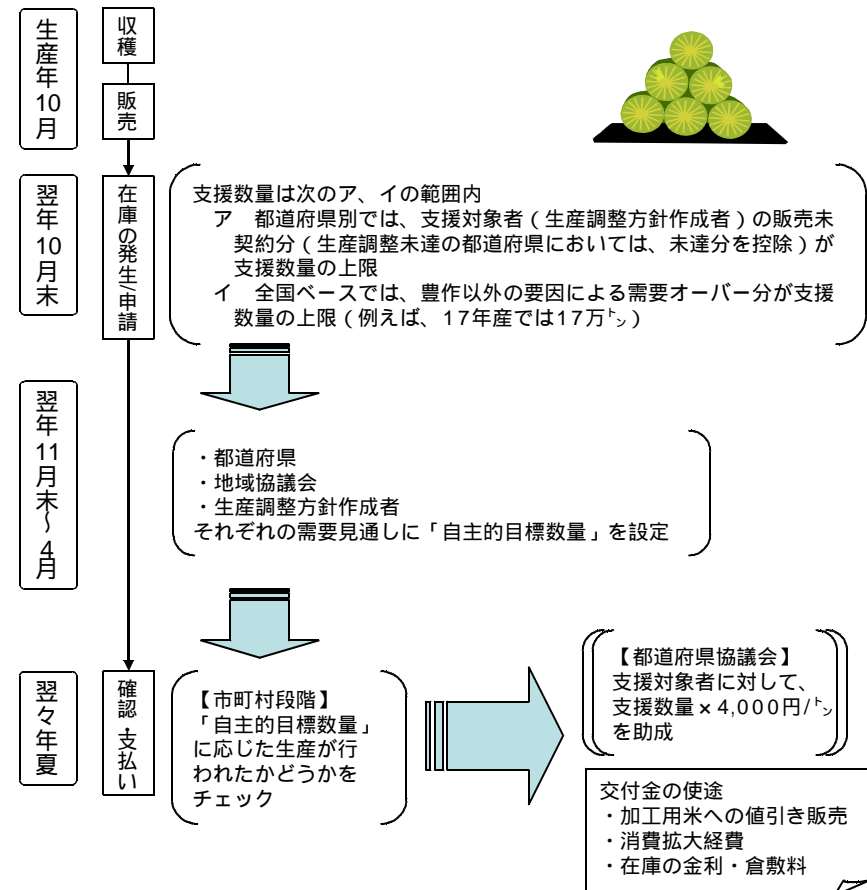 生産年10月
収穫
販売
翌年10月末
在庫の発生/申請
支援数量は次のア、イの範囲内
ア 都道府県別では、支援対象者(生産調整方針作成者)の販売未
契約分(生産調整未達の都道府県においては、未達分を控除)が
支援数量の上限
イ 全国ベースでは、豊作以外の要因による需要オーバー分が支援
数量の上限(例えば、17年産では17万㌧)
翌年11月末~4月
・都道府県
・地域協議会
・生産調整方針作成者
それぞれの需要見通しに「自主的目標数量」を設定
翌々年夏
確認・支払い
【市町村段階】
「自主的目標数量」
に応じた生産が行
われたかどうかを
チェック
【都道府県協議会】
支援対象者に対して、
支援数量×4,000円/㌧
を助成
交付金の使途
・加工用米への値引き販売
・消費拡大経費
・在庫の金利・倉敷料